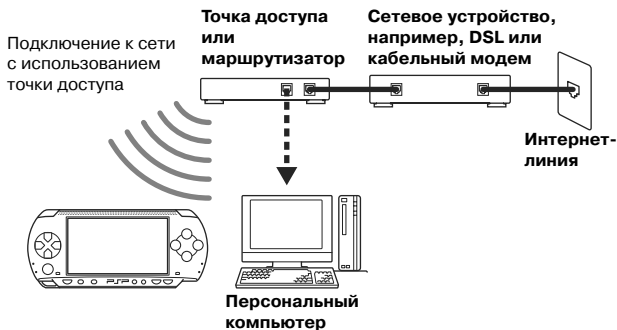 Подключение к сети
с использованием
точки доступа
Точка доступа
или
маршрутизатор
Сетевое устройство,
например, DSL или
кабельный модем
Интернет-
линия
PSP
Персональный
компьютер